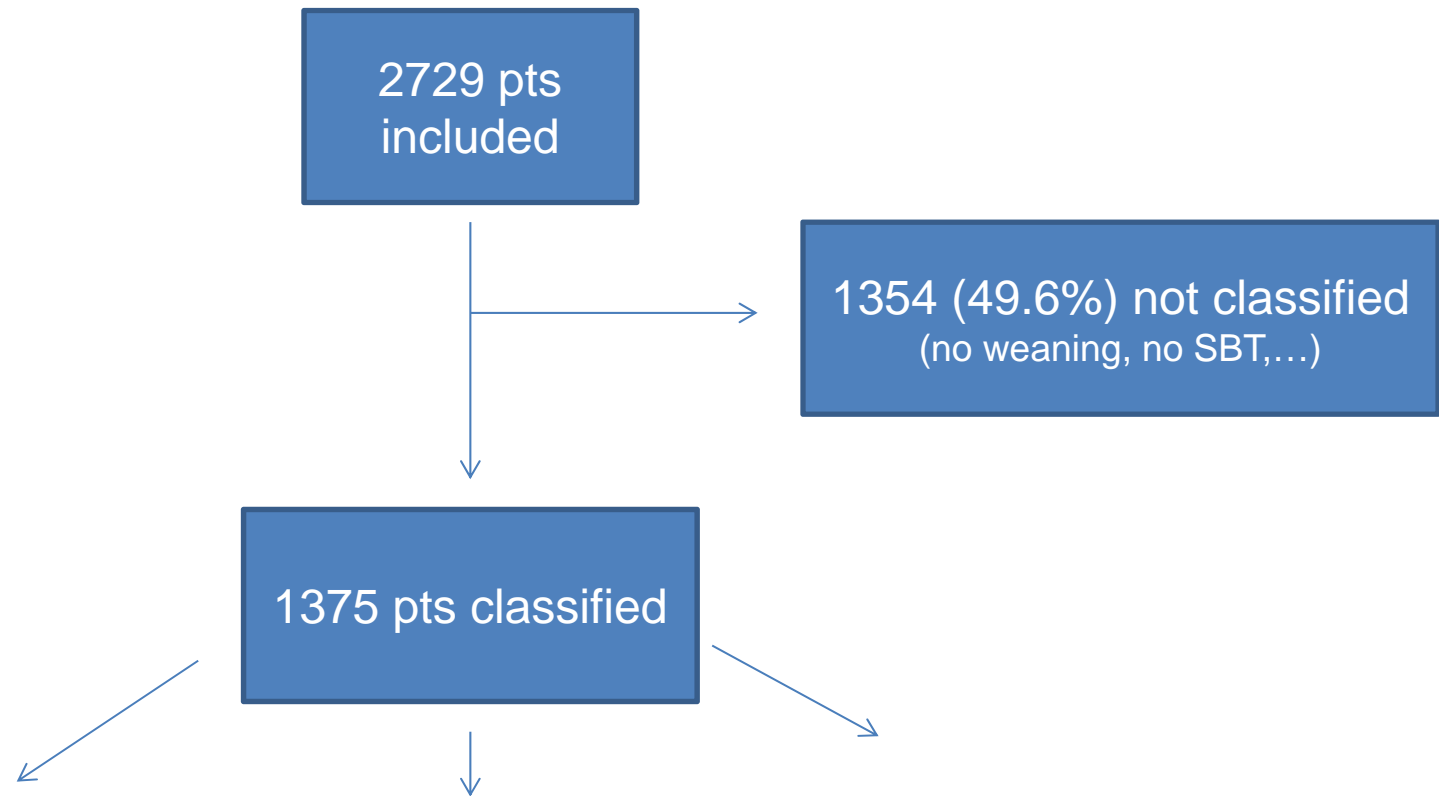 2729 pts
included
1354 (49.6%) not classified
(no weaning, no SBT,…)
1375 pts classified